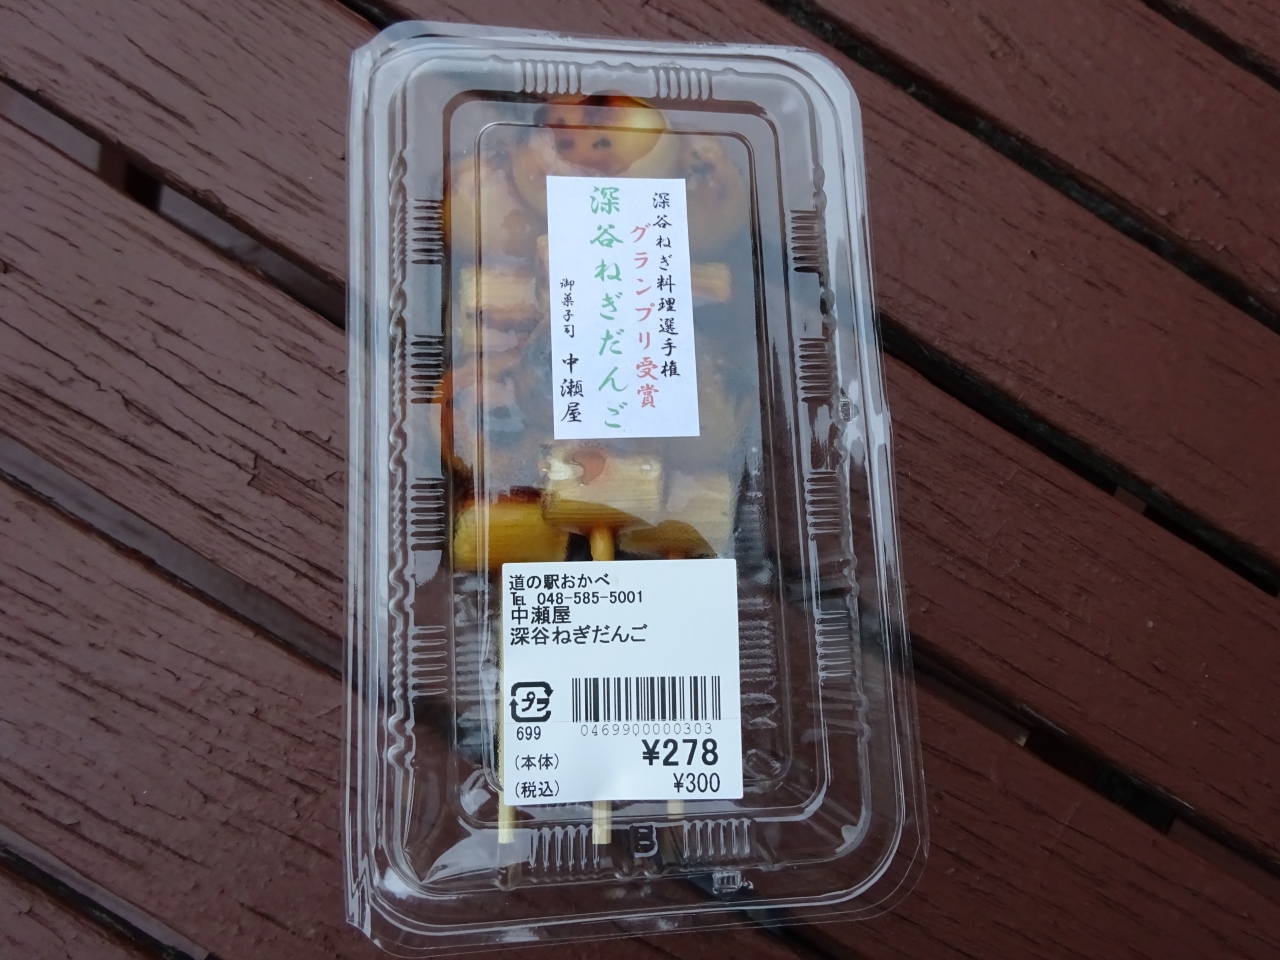 深谷ねぎ料理選手権
グランプリ受賞
深谷ねぎだんご
御菓子司 中瀬屋
道の駅おかべ
℡ 048-585-5001
中瀬屋
深谷ねぎだんご
プラ
699
0469900000303
(本体) ¥278
(税込) ¥300
B